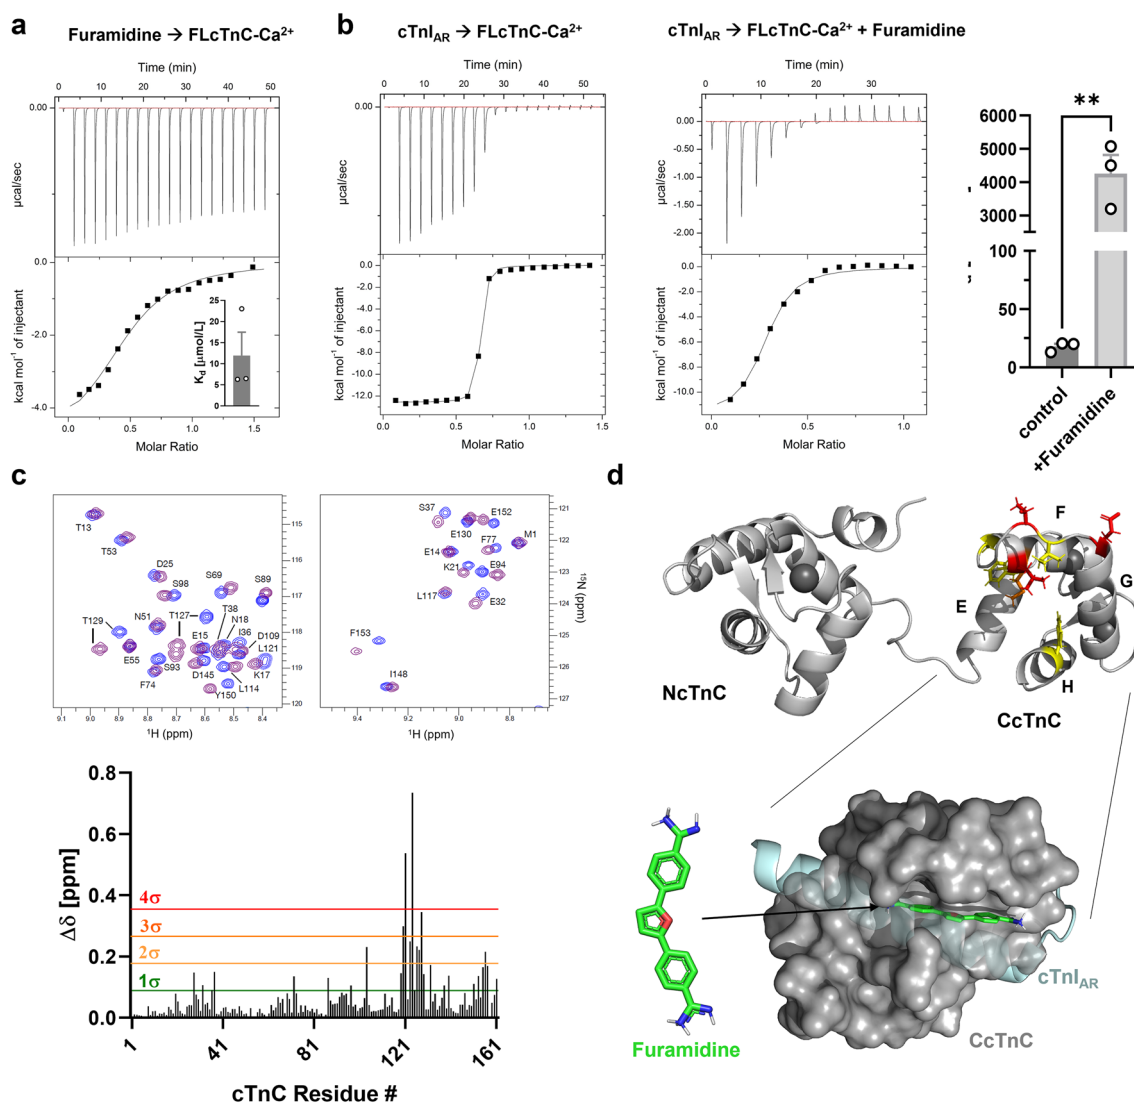 a
Furamidine → FLcTnC-Ca²⁺
Time (min)
0 10 20 30 40 50
0.00
µcal/sec
0.0
-2.0
-4.0
kcal mol⁻¹ of injectant
25
20
15
10
5
0
K_d [µmol/L]
0.0 0.5 1.0 1.5
Molar Ratio
b
cTnI_AR → FLcTnC-Ca²⁺
Time (min)
0 10 20 30 40 50
0.00
µcal/sec
0.0
-2.0
-4.0
-6.0
-8.0
-10.0
-12.0
kcal mol⁻¹ of injectant
0.0 0.5 1.0 1.5
Molar Ratio
cTnI_AR → FLcTnC-Ca²⁺ + Furamidine
Time (min)
0 10 20 30
0.00
-0.50
-1.00
-1.50
-2.00
µcal/sec
0.0
-2.0
-4.0
-6.0
-8.0
-10.0
kcal mol⁻¹ of injectant
0.0 0.5 1.0
Molar Ratio
**
6000
5000
4000
3000
100
50
0
control
+Furamidine
c
T13
T53
D25
S98
S69
S89
T129
N51
T127
T38
N18
E15
I36
D109
L121
E55
S93
F74
D145
Y150
L114
K17
115
116
117
118
119
120
9.1 9.0 8.9 8.8 8.7 8.6 8.5 8.4
¹H (ppm)
S37
E152
E130
F77
M1
E14
K21
E94
L117
E32
F153
I148
121
122
123
124
125
126
127
¹⁵N (ppm)
9.4 9.2 9.0 8.8
¹H (ppm)
0.8
0.6
0.4
0.2
0.0
Δδ [ppm]
4σ
3σ
2σ
1σ
1 41 81 121 161
cTnC Residue #
d
F
G
E
H
NcTnC
CcTnC
Furamidine
cTnI_AR
CcTnC